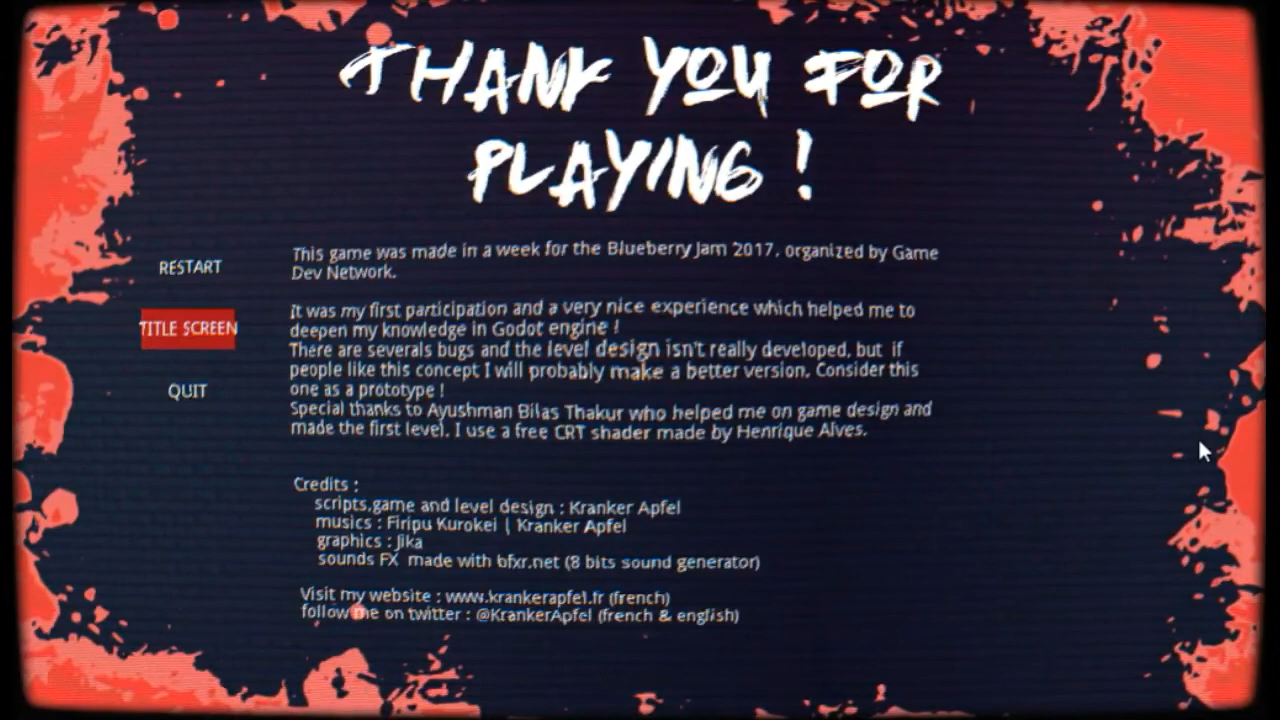 THANK YOU FOR
PLAYING !
RESTART
TITLE SCREEN
QUIT
This game was made in a week for the Blueberry Jam 2017, organized by Game
Dev Network.
It was my first participation and a very nice experience which helped me to
deepen my knowledge in Godot engine !
There are severals bugs and the level design isn't really developed, but if
people like this concept I will probably make a better version. Consider this
one as a prototype !
Special thanks to Ayushman Bilas Thakur who helped me on game design and
made the first level. I use a free CRT shader made by Henrique Alves.
Credits :
scripts,game and level design : Kranker Apfel
musics : Firipu Kurokei | Kranker Apfel
graphics : Jika
sounds FX made with bfxr.net (8 bits sound generator)
Visit my website : www.krankerapfel.fr (french)
follow me on twitter : @KrankerApfel (french & english)